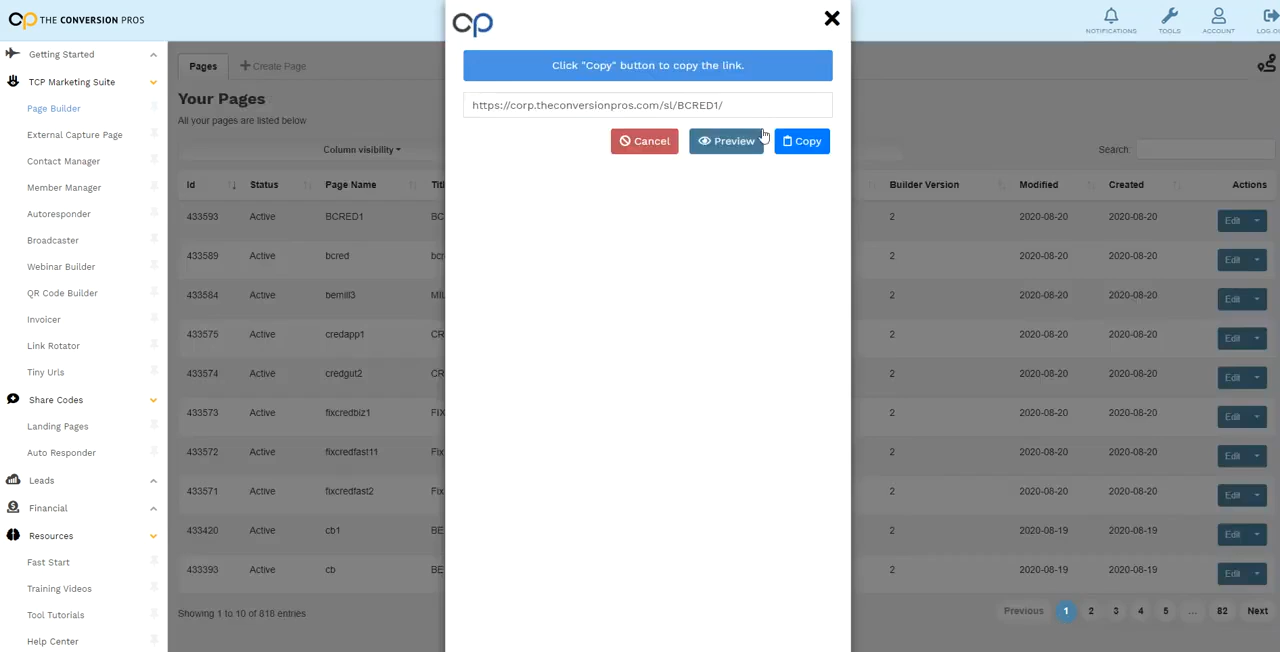 THE CONVERSION PROS
NOTIFICATIONS
TOOLS
ACCOUNT
Getting Started
TCP Marketing Suite
Page Builder
External Capture Page
Contact Manager
Member Manager
Autoresponder
Broadcaster
Webinar Builder
QR Code Builder
Invoicer
Link Rotator
Tiny Urls
Share Codes
Landing Pages
Auto Responder
Leads
Financial
Resources
Fast Start
Training Videos
Tool Tutorials
Help Center
Pages
Create Page
Your Pages
All your pages are listed below
Column visibility
Search:
Click "Copy" button to copy the link.
https://corp.theconversionpros.com/sl/BCRED1/
Cancel
Preview
Copy
Id Status Page Name Builder Version Modified Created Actions
433593 Active BCRED1 2 2020-08-20 2020-08-20 Edit
433589 Active bcred 2 2020-08-20 2020-08-20 Edit
433584 Active 2 2020-08-20 2020-08-20 Edit
433575 Active credapp1 2 2020-08-20 2020-08-20 Edit
433574 Active credgut2 2 2020-08-20 2020-08-20 Edit
433573 Active fixcredbiz1 2 2020-08-20 2020-08-20 Edit
433572 Active fixcredfast11 2 2020-08-20 2020-08-20 Edit
433571 Active fixcredfast2 2 2020-08-20 2020-08-20 Edit
433420 Active cb1 2 2020-08-19 2020-08-19 Edit
433393 Active cb 2 2020-08-19 2020-08-19 Edit
Showing 1 to 10 of 818 entries
Previous 1 2 3 4 5 ... 82 Next